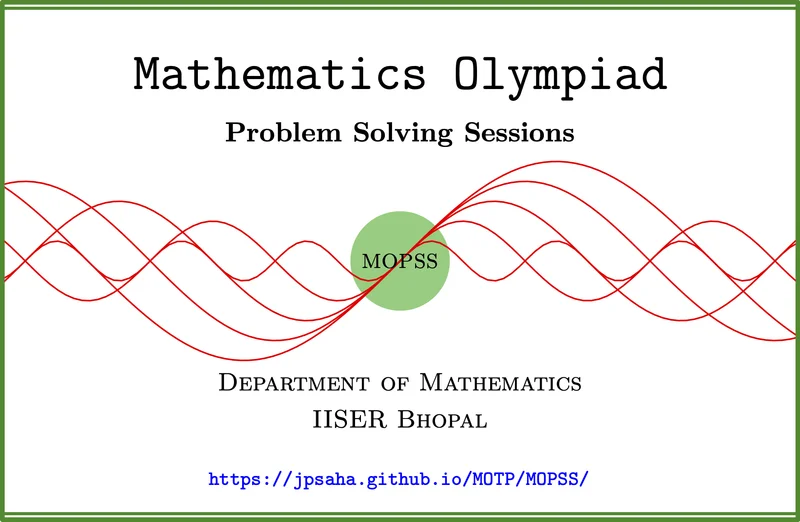 Mathematics Olympiad
Problem Solving Sessions
MOPSS
Department of Mathematics
IISER Bhopal
https://jpsaha.github.io/MOTP/MOPSS/